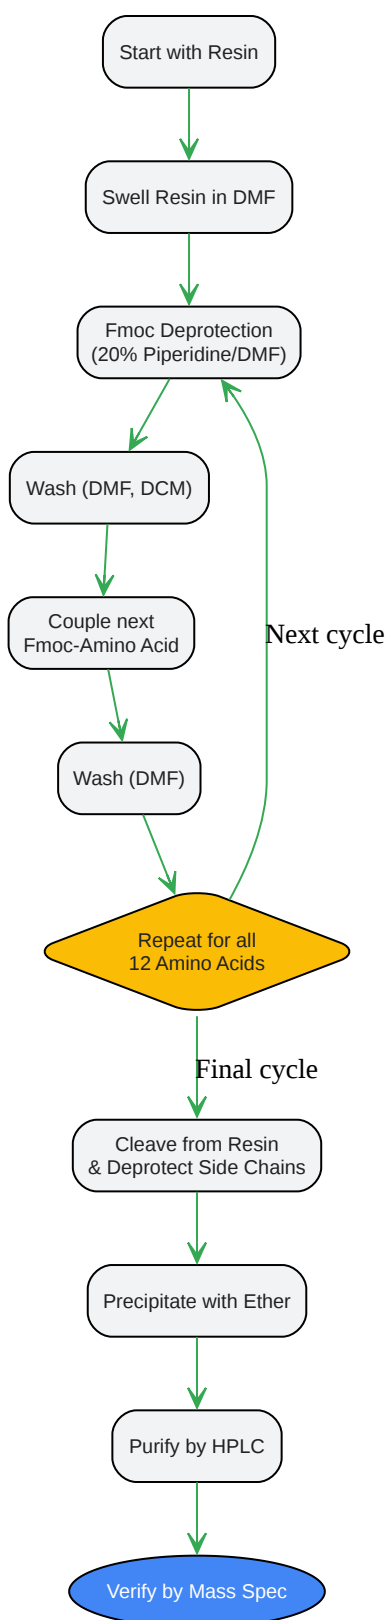 Start with Resin
Swell Resin in DMF
Fmoc Deprotection
(20% Piperidine/DMF)
Wash (DMF, DCM)
Couple next
Fmoc-Amino Acid
Next cycle
Wash (DMF)
Repeat for all
12 Amino Acids
Final cycle
Cleave from Resin
& Deprotect Side Chains
Precipitate with Ether
Purify by HPLC
Verify by Mass Spec